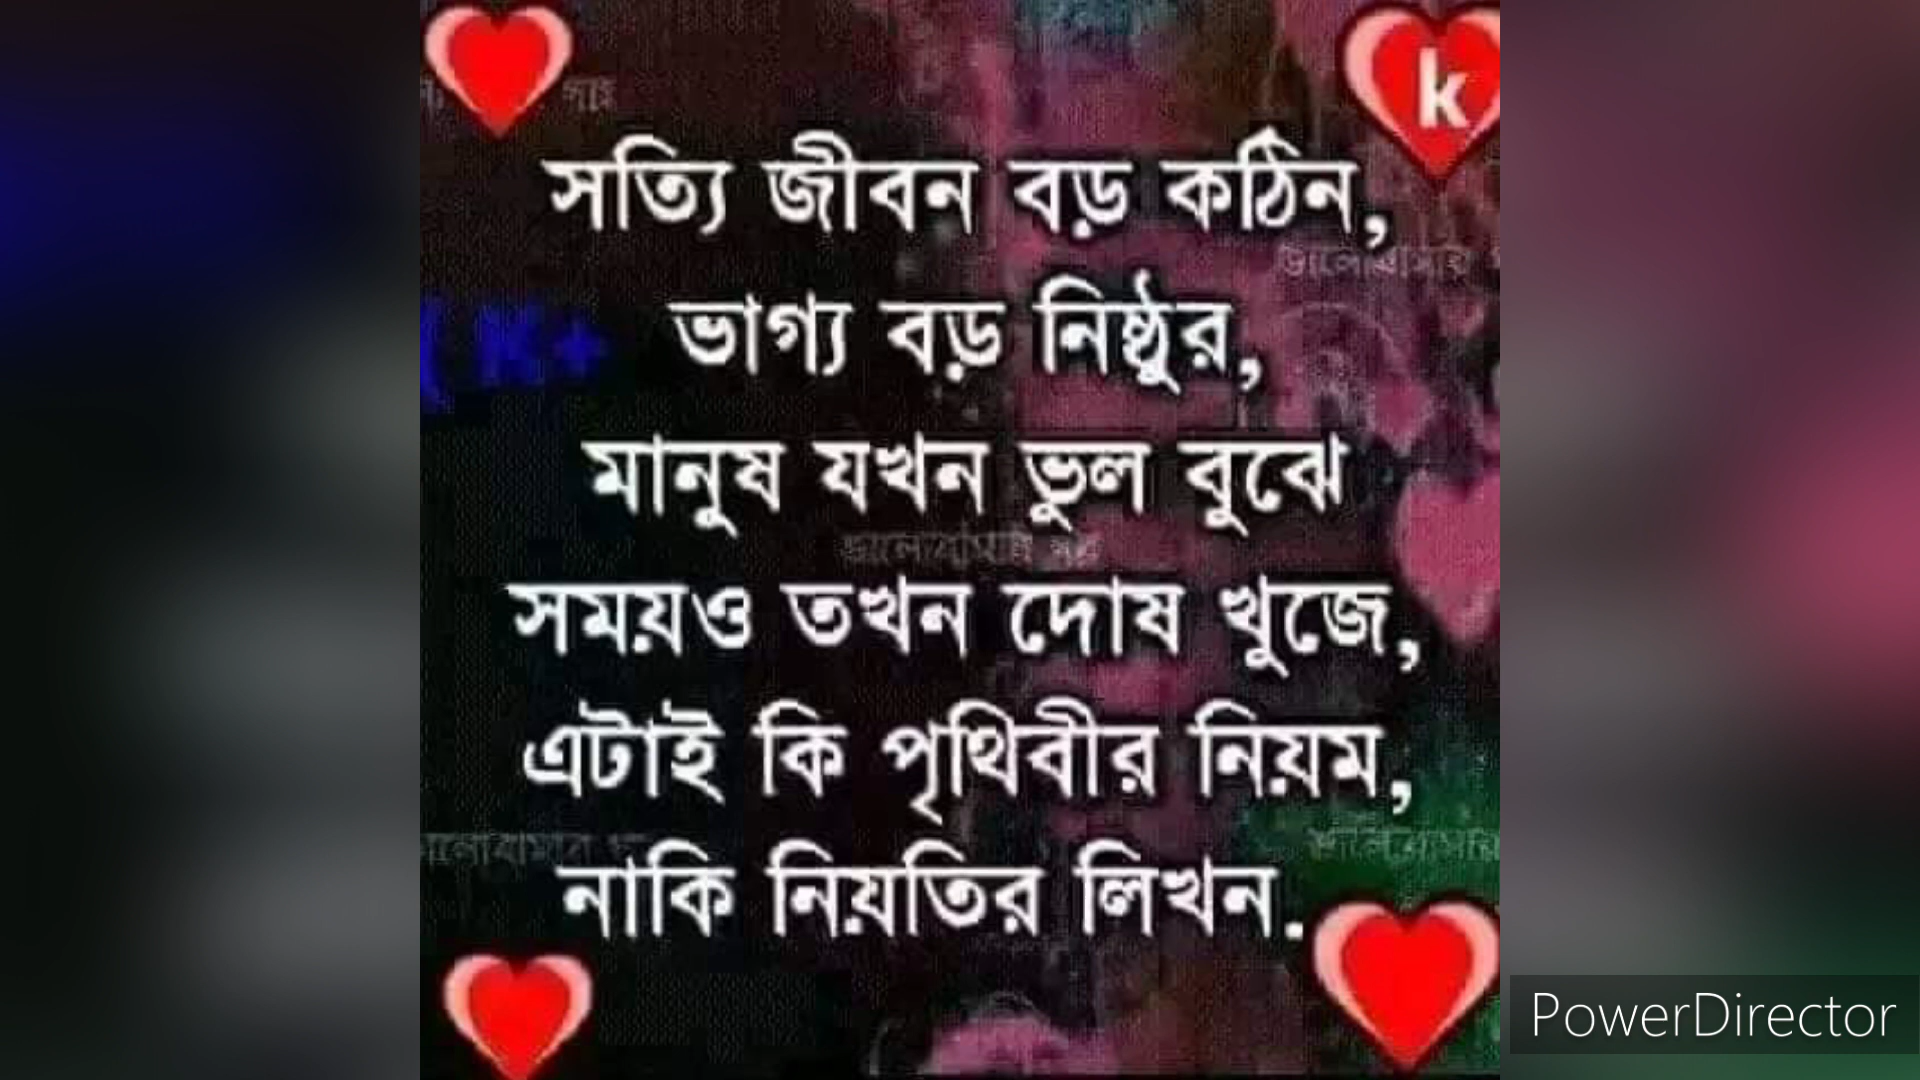 k
সত্যি জীবন বড় কঠিন,
ভাগ্য বড় নিষ্ঠুর,
K+
মানুষ যখন ভুল বুঝে
সময়ও তখন দোষ খুজে,
এটাই কি পৃথিবীর নিয়ম,
নাকি নিয়তির লিখন.
PowerDirector